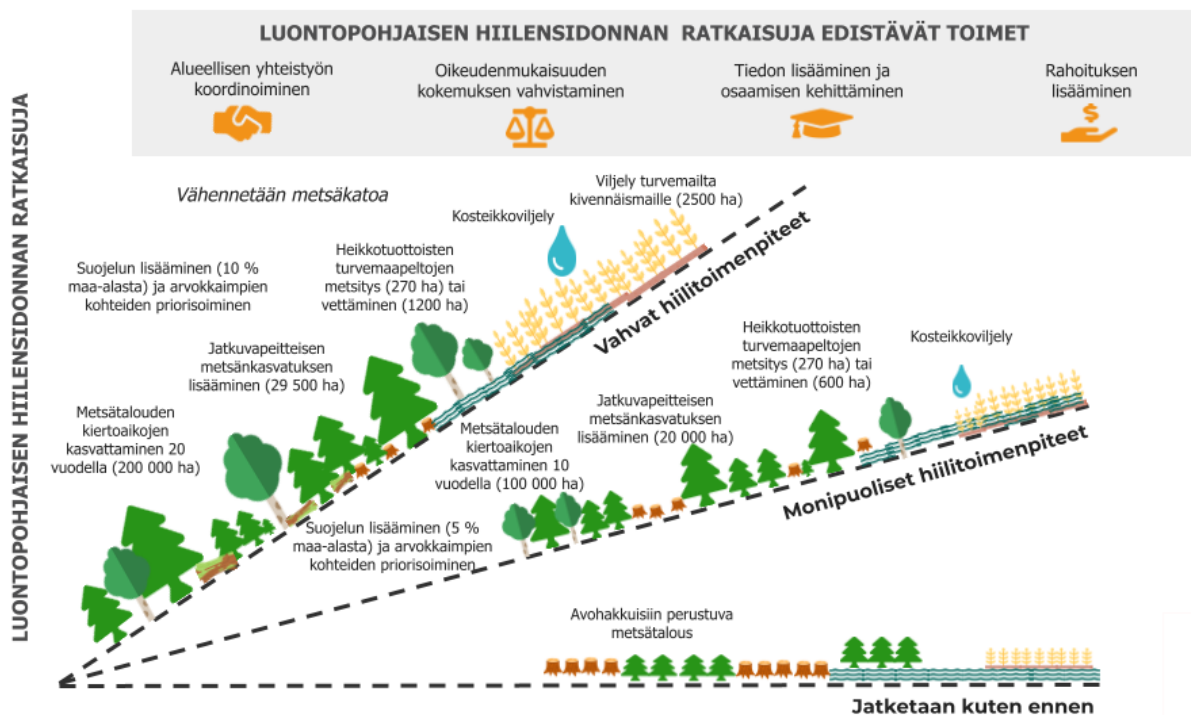 LUONTOPOHJAISEN HIILENSIDONNAN RATKAISUJA EDISTÄVÄT TOIMET
Alueellisen yhteistyön
koordinoiminen
Oikeudenmukaisuuden
kokemuksen vahvistaminen
Tiedon lisääminen ja
osaamisen kehittäminen
Rahoituksen
lisääminen
$
LUONTOPOHJAISEN HIILENSIDONNAN RATKAISUJA
Vähennetään metsäkatoa
Viljely turvemailta
kivennäismaille (2500 ha)
Kosteikkoviljely
Heikkotuottoisten
turvemaapeltojen
metsitys (270 ha) tai
vettäminen (1200 ha)
Suojelun lisääminen (10 %
maa-alasta) ja arvokkaimpien
kohteiden priorisoiminen
Jatkuvapeitteisen
metsänkasvatuksen
lisääminen (29 500 ha)
Metsätalouden
kiertoaikojen
kasvattaminen 20
vuodella (200 000 ha)
Vahvat hiilitoimenpiteet
Heikkotuottoisten
turvemaapeltojen
metsitys (270 ha) tai
vettäminen (600 ha)
Kosteikkoviljely
Jatkuvapeitteisen
metsänkasvatuksen
lisääminen (20 000 ha)
Metsätalouden
kiertoaikojen
kasvattaminen 10
vuodella (100 000 ha)
Suojelun lisääminen (5 %
maa-alasta) ja arvokkaimpien
kohteiden priorisoiminen
Monipuoliset hiilitoimenpiteet
Avohakkuisiin perustuva
metsätalous
Jatketaan kuten ennen